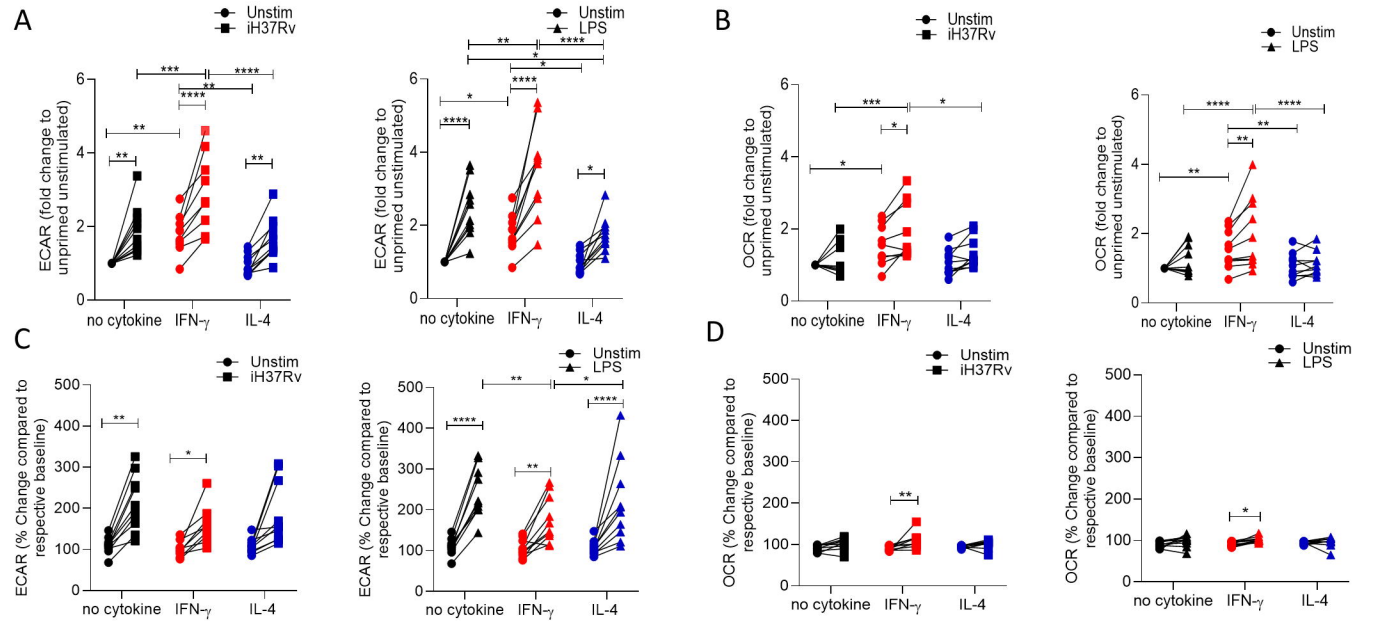 A
Unstim
iH37Rv
ECAR (fold change to
unprimed unstimulated)
6
4
2
0
***
****
**
****
**
**
**
no cytokine
IFN-γ
IL-4
Unstim
LPS
ECAR (fold change to
unprimed unstimulated)
6
4
2
0
**
****
*
*
****
*
****
*
no cytokine
IFN-γ
IL-4
B
Unstim
iH37Rv
OCR (fold change to
unprimed unstimulated)
6
4
2
0
***
*
*
*
no cytokine
IFN-γ
IL-4
Unstim
LPS
OCR (fold change to
unprimed unstimulated)
6
4
2
0
****
****
**
**
**
no cytokine
IFN-γ
IL-4
C
Unstim
iH37Rv
ECAR (% Change compared to
respective baseline)
500
400
300
200
100
0
**
*
no cytokine
IFN-γ
IL-4
Unstim
LPS
ECAR (% Change compared to
respective baseline)
500
400
300
200
100
0
**
*
****
****
**
no cytokine
IFN-γ
IL-4
D
Unstim
iH37Rv
OCR (% Change compared to
respective baseline)
500
400
300
200
100
0
**
no cytokine
IFN-γ
IL-4
Unstim
LPS
OCR (% Change compared to
respective baseline)
500
400
300
200
100
0
*
no cytokine
IFN-γ
IL-4